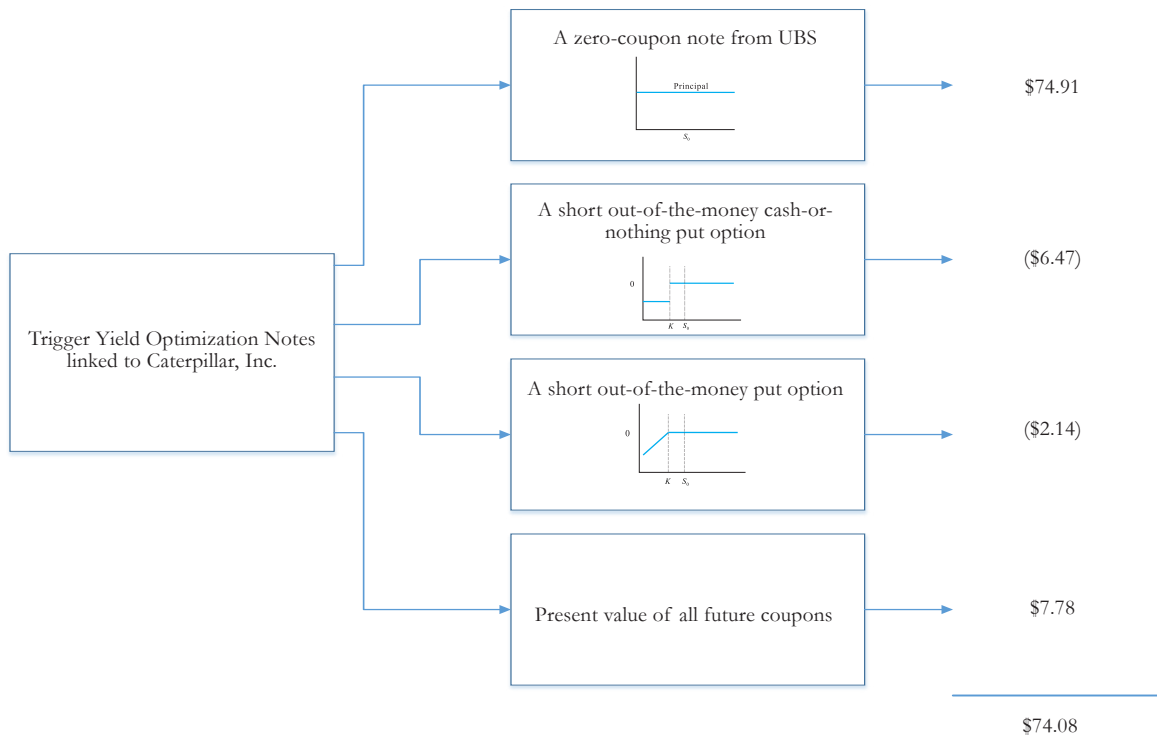 A zero-coupon note from UBS
Principal
S₀
$74.91
A short out-of-the-money cash-or-
nothing put option
0
K S₀
($6.47)
Trigger Yield Optimization Notes
linked to Caterpillar, Inc.
A short out-of-the-money put option
0
K S₀
($2.14)
Present value of all future coupons
$7.78
$74.08